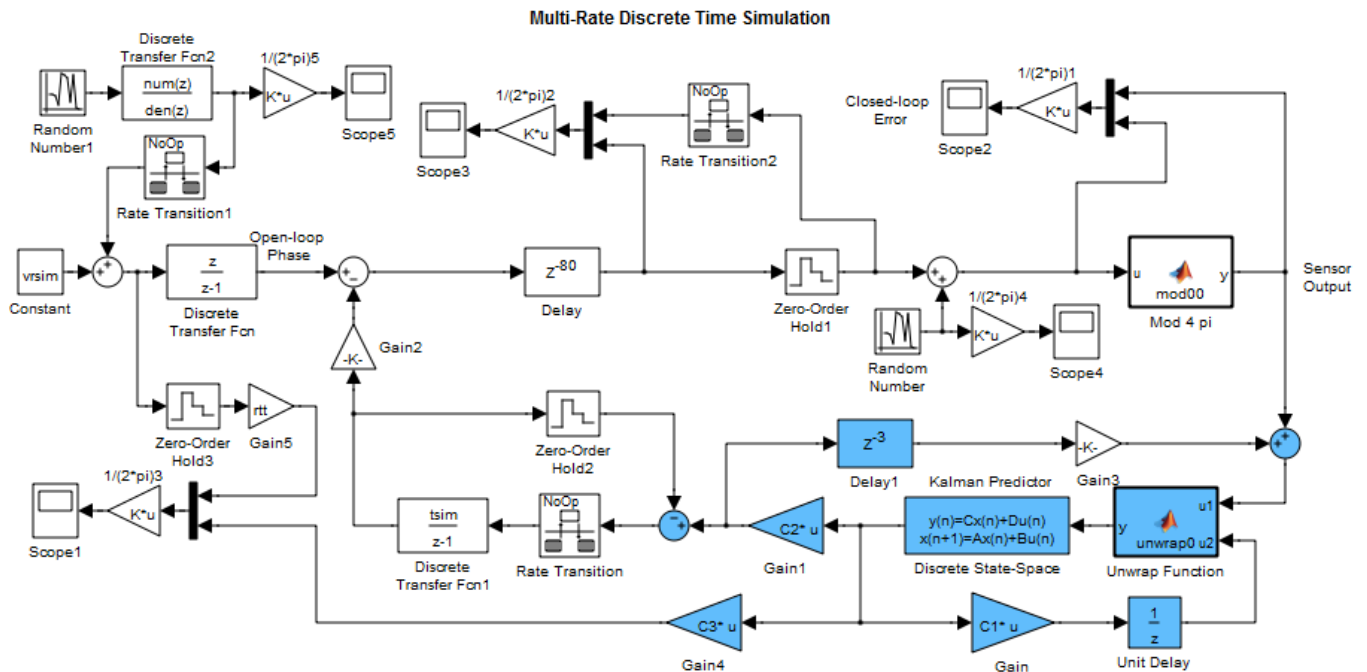 Multi-Rate Discrete Time Simulation
Discrete
Transfer Fcn2
num(z)
den(z)
1/(2*pi)5
K*u
Scope5
Random
Number1
NoOp
Rate Transition1
1/(2*pi)2
K*u
Scope3
NoOp
Rate Transition2
Closed-loop
Error
1/(2*pi)1
K*u
Scope2
vrsim
Constant
+
+
z
z-1
Discrete
Transfer Fcn
Open-loop
Phase
+
-
Z-80
Delay
Zero-Order
Hold1
+
+
Random
Number
1/(2*pi)4
K*u
Scope4
u
y
mod00
Mod 4 pi
Sensor
Output
-K-
Gain2
Zero-Order
Hold3
rtt
Gain5
1/(2*pi)3
K*u
Scope1
Zero-Order
Hold2
tsim
z-1
Discrete
Transfer Fcn1
NoOp
Rate Transition
-
+
C2* u
Gain1
Z-3
Delay1
-K-
Gain3
+
+
Kalman Predictor
y(n)=Cx(n)+Du(n)
x(n+1)=Ax(n)+Bu(n)
Discrete State-Space
y
u1
unwrap0
u2
Unwrap Function
C3* u
Gain4
C1* u
Gain
1
z
Unit Delay